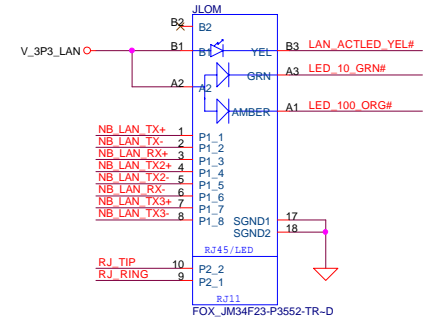 JLOM
B2 B2
V_3P3_LAN B1 B1 YEL B3 LAN_ACTLED_YEL#
GRN A3 LED_10_GRN#
A2 A2
AMBER A1 LED_100_ORG#
NB_LAN_TX+ 1 P1_1
NB_LAN_TX- 2 P1_2
NB_LAN_RX+ 3 P1_3
NB_LAN_TX2+ 4 P1_4
NB_LAN_TX2- 5 P1_5
NB_LAN_RX- 6 P1_6
NB_LAN_TX3+ 7 P1_7
NB_LAN_TX3- 8 P1_8
SGND1 17
SGND2 18
RJ45/LED
RJ_TIP 10 P2_2
RJ_RING 9 P2_1
RJ11
FOX_JM34F23-P3552-TR~D